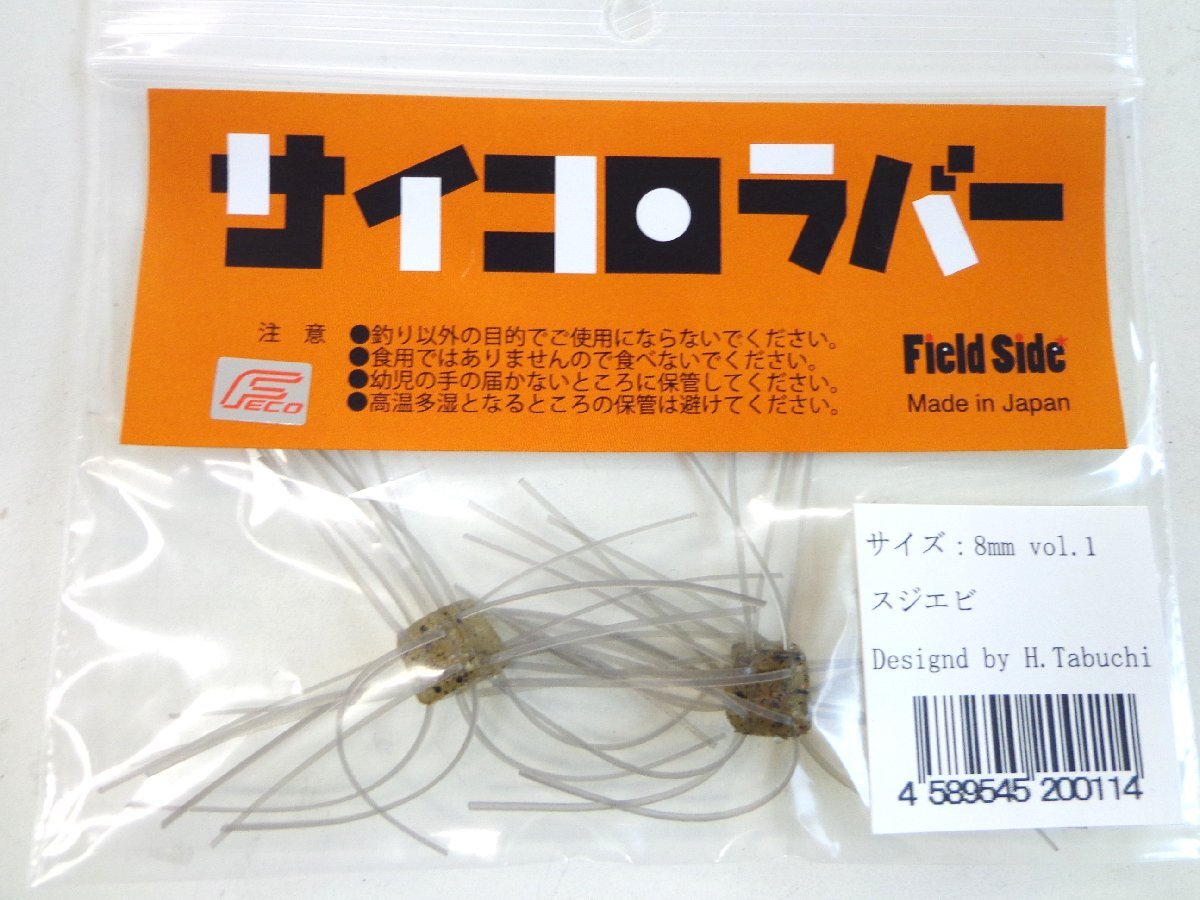 サイコロラバー
注 意 ●釣り以外の目的でご使用にならないでください。
●食用ではありませんので食べないでください。
●幼児の手の届かないところに保管してください。
●高温多湿となるところの保管は避けてください。
FECO
Field Side
Made in Japan
サイズ：8mm vol.1
スジエビ
Designd by H.Tabuchi
4 589545 200114